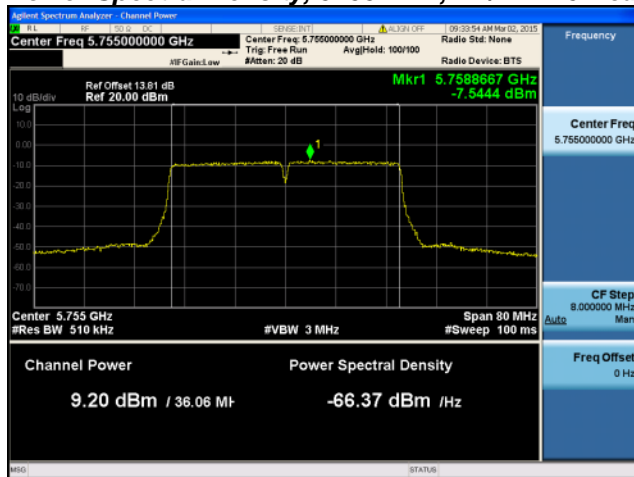 Agilent Spectrum Analyzer - Channel Power
RL RF 50 Ω DC SENSE:INT ALIGN OFF 09:33:54 AM Mar 02, 2015
Center Freq 5.755000000 GHz
Center Freq: 5.755000000 GHz
Radio Std: None
Trig: Free Run Avg|Hold: 100/100
#IFGain:Low #Atten: 20 dB Radio Device: BTS
Frequency
Mkr1 5.7588667 GHz
-7.5444 dBm
Ref Offset 13.81 dB
10 dB/div Ref 20.00 dBm
Log
10.0
0.00
-10.0
-20.0
-30.0
-40.0
-50.0
-60.0
-70.0
1
Center 5.755 GHz Span 80 MHz
#Res BW 510 kHz #VBW 3 MHz #Sweep 100 ms
Channel Power Power Spectral Density
9.20 dBm / 36.06 MH -66.37 dBm /Hz
Center Freq
5.755000000 GHz
CF Step
8.000000 MHz
Auto Man
Freq Offset
0 Hz
MSG STATUS